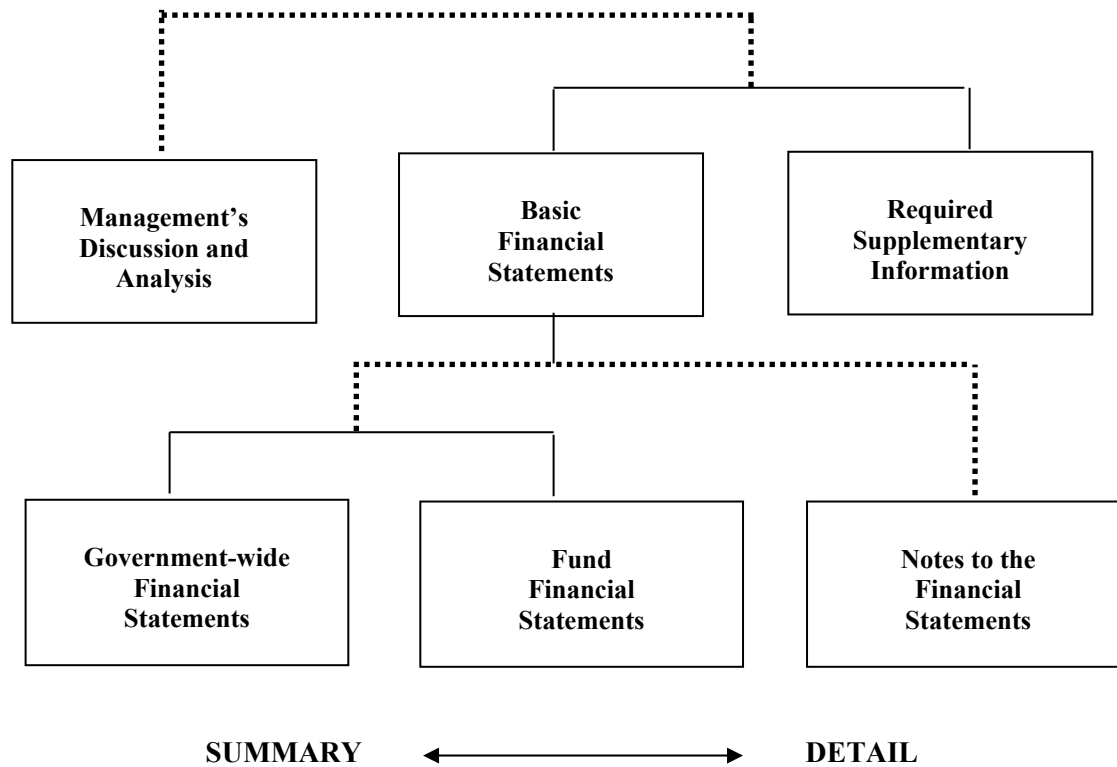 Management’s
Discussion and
Analysis
Basic
Financial
Statements
Required
Supplementary
Information
Government-wide
Financial
Statements
Fund
Financial
Statements
Notes to the
Financial
Statements
SUMMARY DETAIL